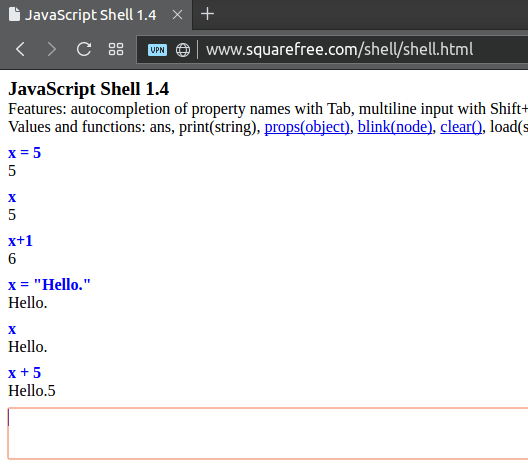 JavaScript Shell 1.4
VPN www.squarefree.com/shell/shell.html
JavaScript Shell 1.4
Features: autocompletion of property names with Tab, multiline input with Shift+
Values and functions: ans, print(string), props(object), blink(node), clear(), load(s
x = 5
5
x
5
x+1
6
x = "Hello."
Hello.
x
Hello.
x + 5
Hello.5